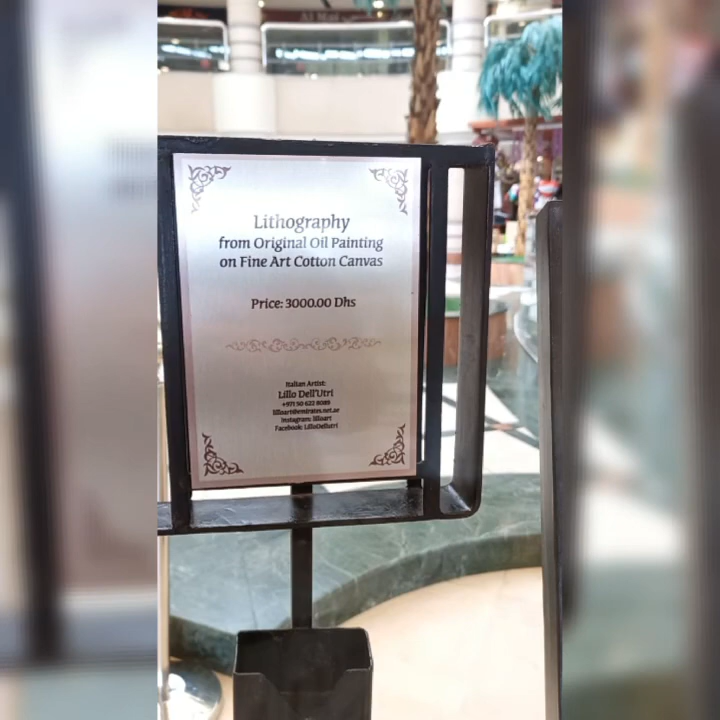 Lithography
from Original Oil Painting
on Fine Art Cotton Canvas
Price: 3000.00 Dhs
Italian Artist:
Lillo Dell'Utri
+971 50 622 8089
lilloart@emirates.net.ae
Instagram: lilloart
Facebook: LilloDellutri